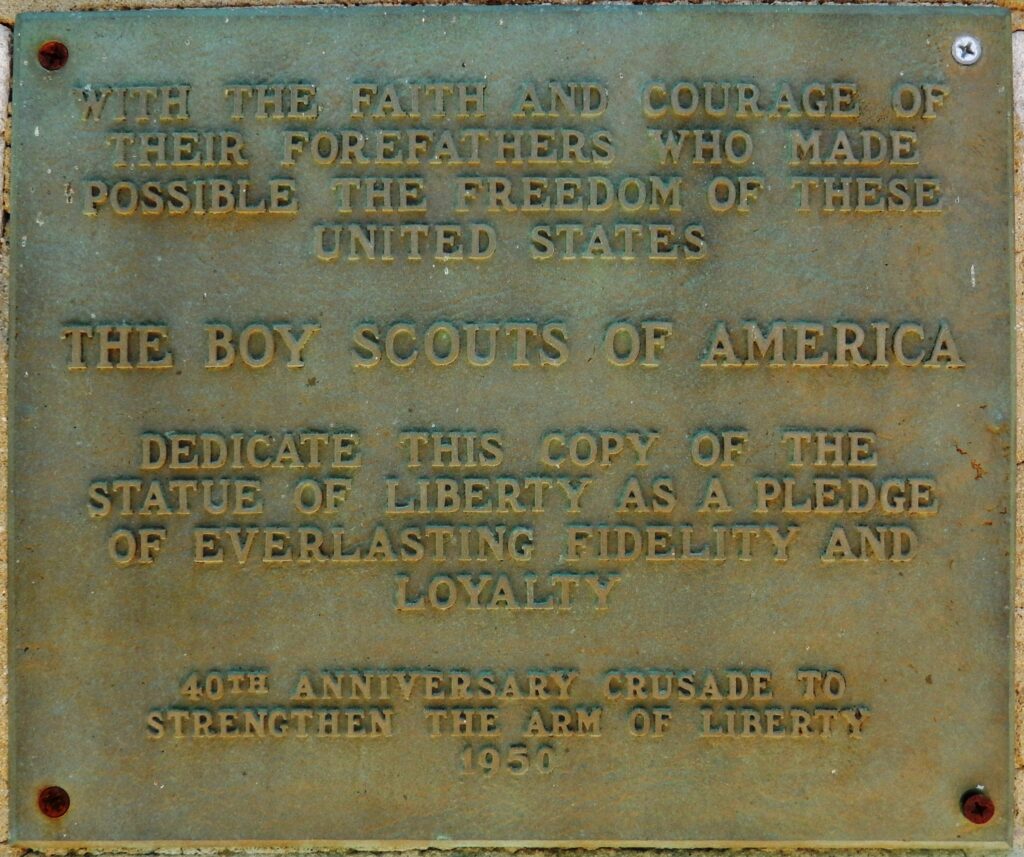 WITH THE FAITH AND COURAGE OF
THEIR FOREFATHERS WHO MADE
POSSIBLE THE FREEDOM OF THESE
UNITED STATES
THE BOY SCOUTS OF AMERICA
DEDICATE THIS COPY OF THE
STATUE OF LIBERTY AS A PLEDGE
OF EVERLASTING FIDELITY AND
LOYALTY
40TH ANNIVERSARY CRUSADE TO
STRENGTHEN THE ARM OF LIBERTY
1950